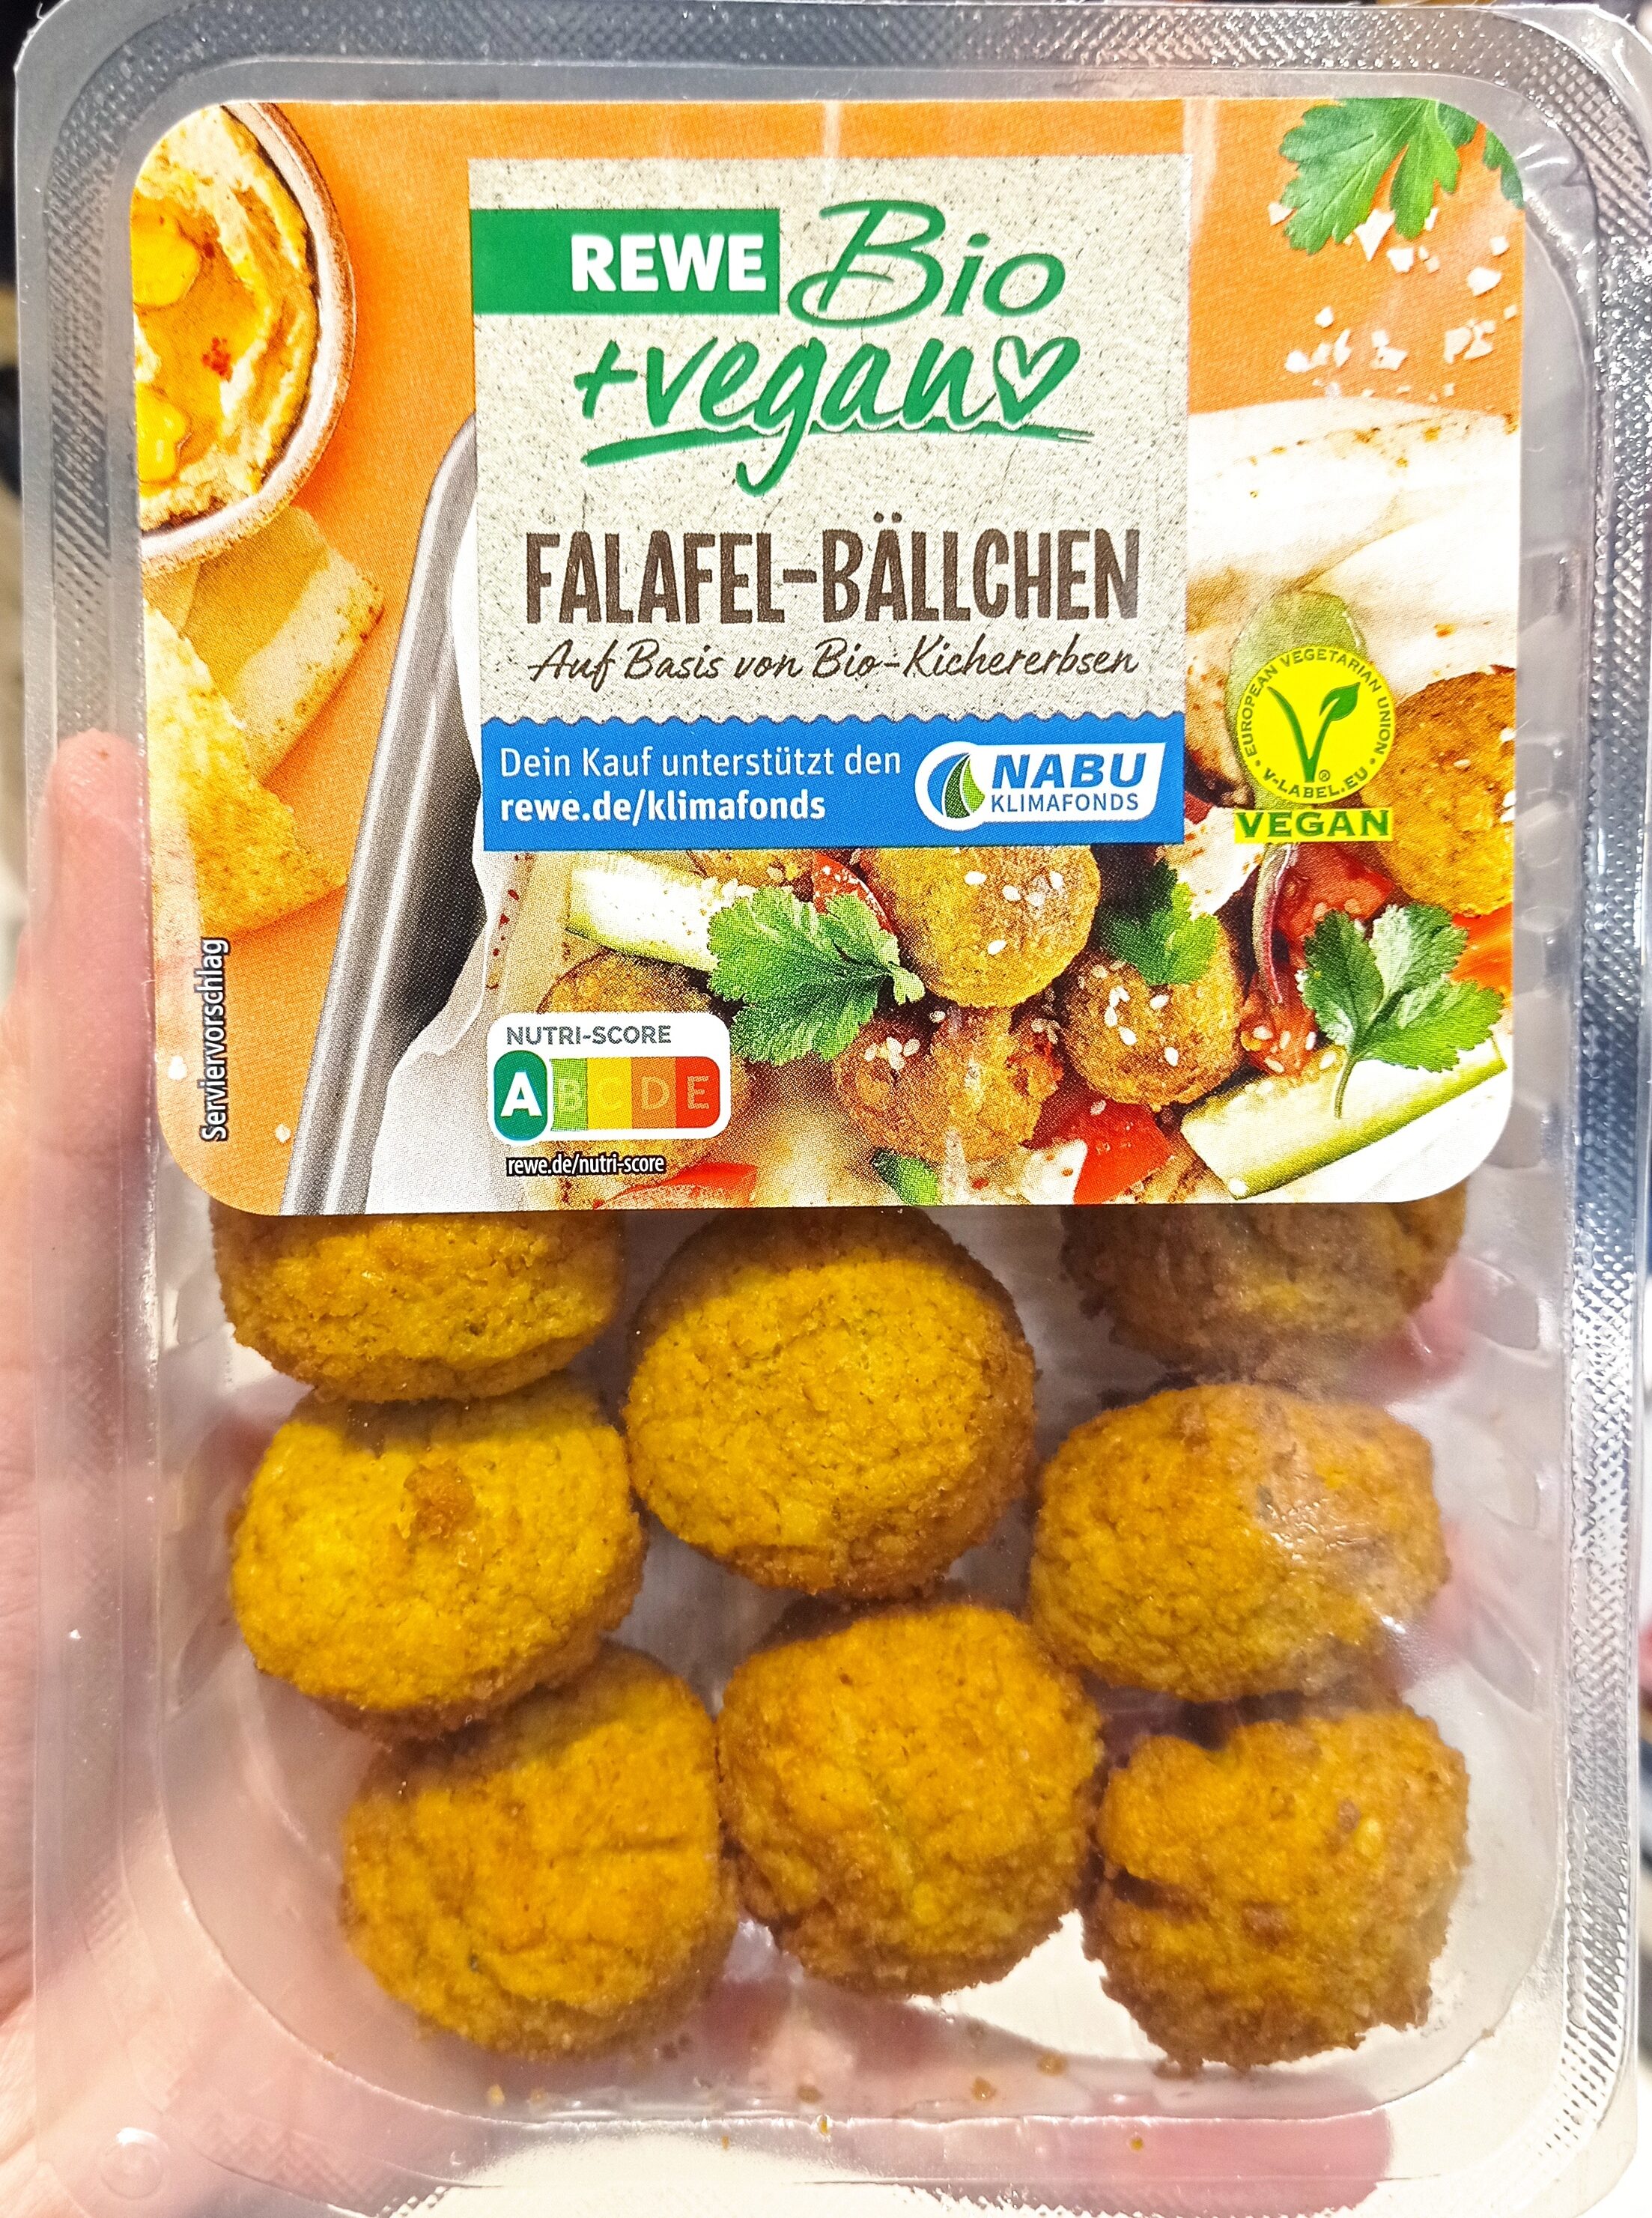 REWE Bio
+vegan
FALAFEL-BÄLLCHEN
Auf Basis von Bio-Kichererbsen
Dein Kauf unterstützt den
rewe.de/klimafonds
NABU
KLIMAFONDS
EUROPEAN VEGETARIAN UNION
V-LABEL.EU
VEGAN
Serviervorschlag
NUTRI-SCORE
A B C D E
rewe.de/nutri-score